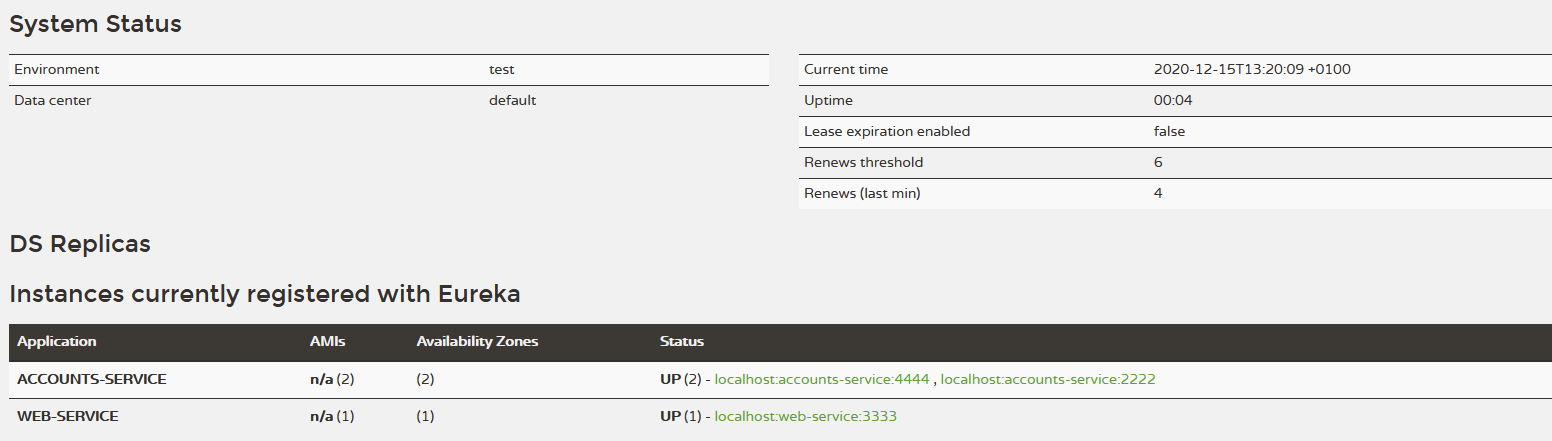 System Status
Environment test
Data center default
Current time 2020-12-15T13:20:09 +0100
Uptime 00:04
Lease expiration enabled false
Renews threshold 6
Renews (last min) 4
DS Replicas
Instances currently registered with Eureka
Application AMIs Availability Zones Status
ACCOUNTS-SERVICE n/a (2) (2) UP (2) - localhost:accounts-service:4444 , localhost:accounts-service:2222
WEB-SERVICE n/a (1) (1) UP (1) - localhost:web-service:3333